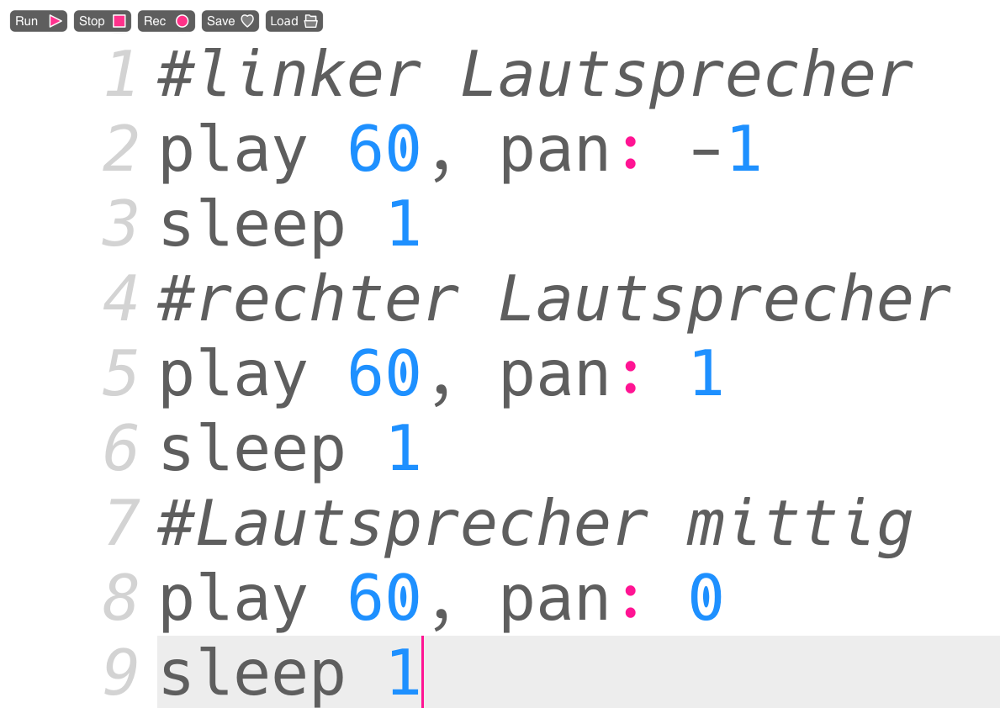 Run Stop Rec Save Load
1 #linker Lautsprecher
2 play 60, pan: -1
3 sleep 1
4 #rechter Lautsprecher
5 play 60, pan: 1
6 sleep 1
7 #Lautsprecher mittig
8 play 60, pan: 0
9 sleep 1